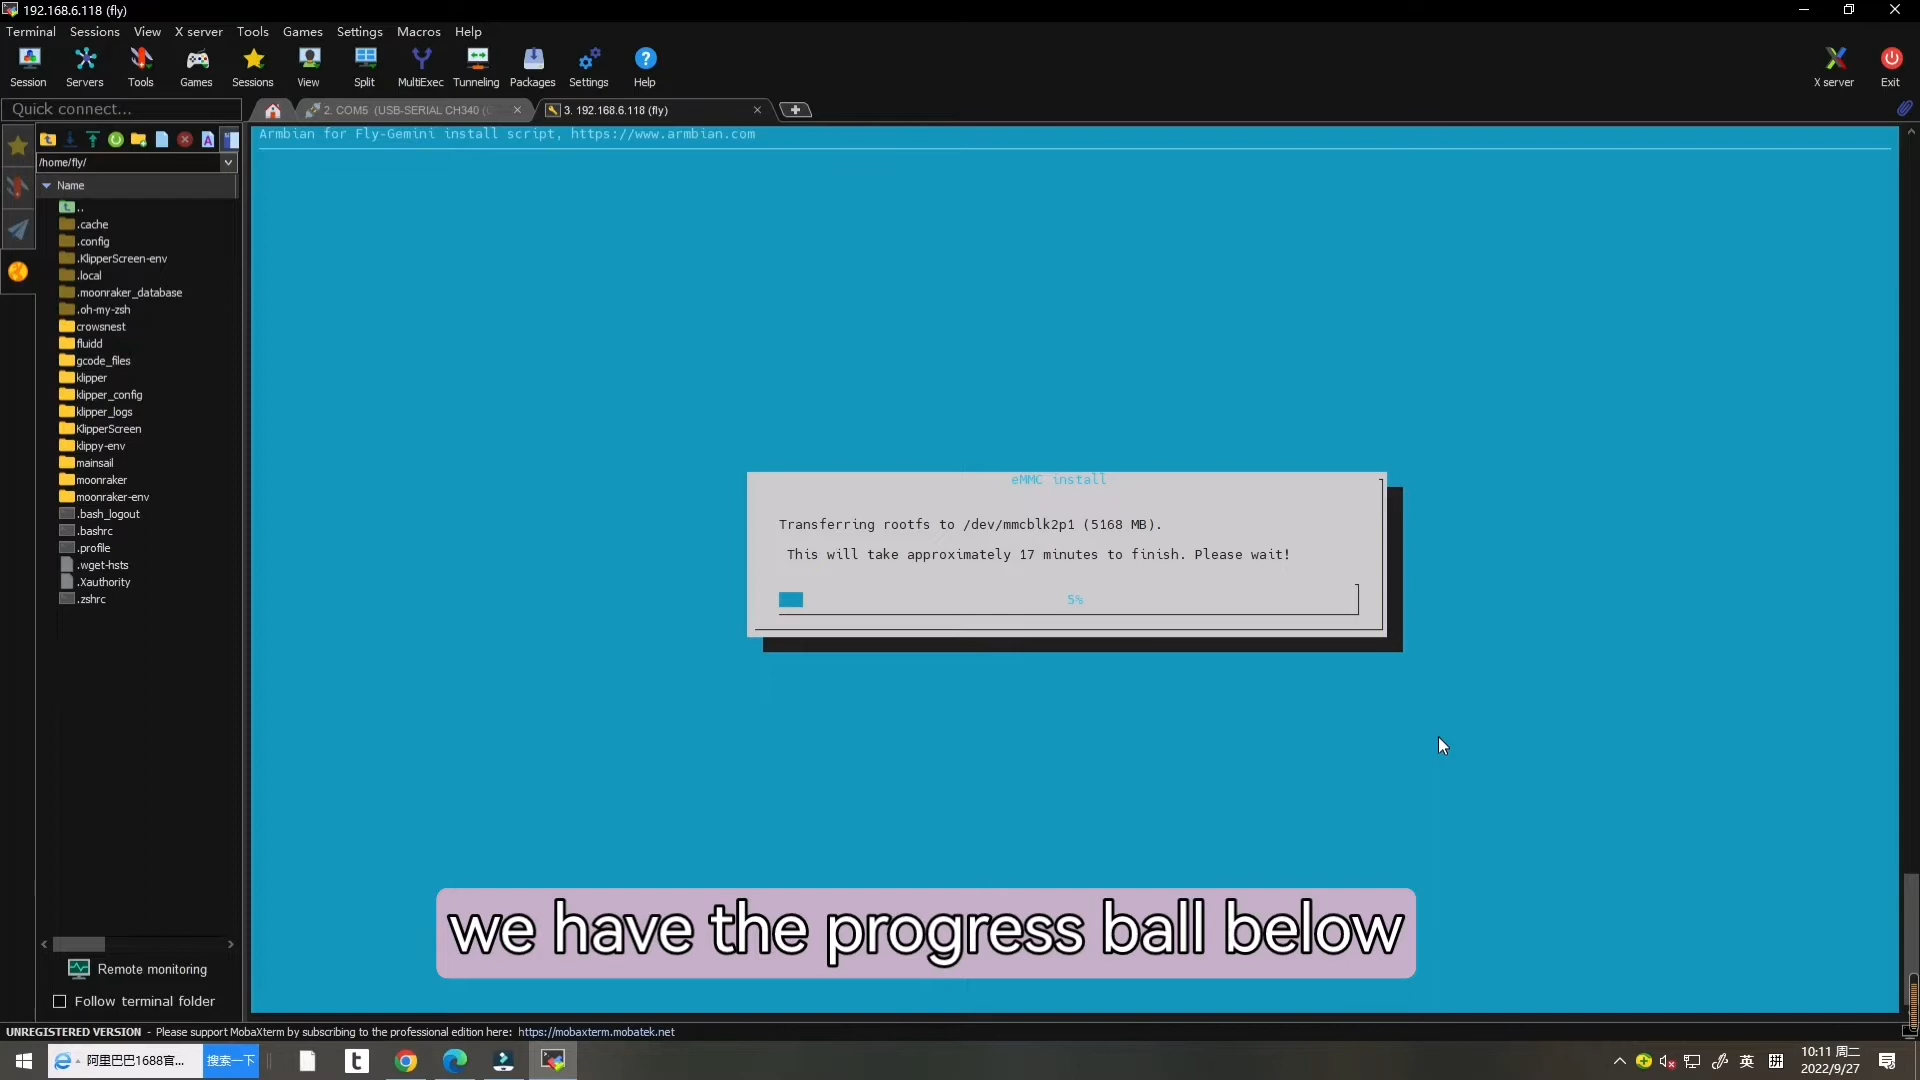 192.168.6.118 (fly)
Terminal Sessions View X server Tools Games Settings Macros Help
Session Servers Tools Games Sessions View Split MultiExec Tunneling Packages Settings Help X server Exit
Quick connect...
2. COM5 (USB-SERIAL CH340 (
3. 192.168.6.118 (fly)
/home/fly/
Name
..
.cache
.config
.KlipperScreen-env
.local
.moonraker_database
.oh-my-zsh
crowsnest
fluidd
gcode_files
klipper
klipper_config
klipper_logs
KlipperScreen
klippy-env
mainsail
moonraker
moonraker-env
.bash_logout
.bashrc
.profile
.wget-hsts
.Xauthority
.zshrc
Remote monitoring
Follow terminal folder
Armbian for Fly-Gemini install script, https://www.armbian.com
eMMC install
Transferring rootfs to /dev/mmcblk2p1 (5168 MB).
This will take approximately 17 minutes to finish. Please wait!
5%
we have the progress ball below
UNREGISTERED VERSION - Please support MobaXterm by subscribing to the professional edition here: https://mobaxterm.mobatek.net
阿里巴巴1688官... 搜索一下
英
拼
10:11 周二
2022/9/27